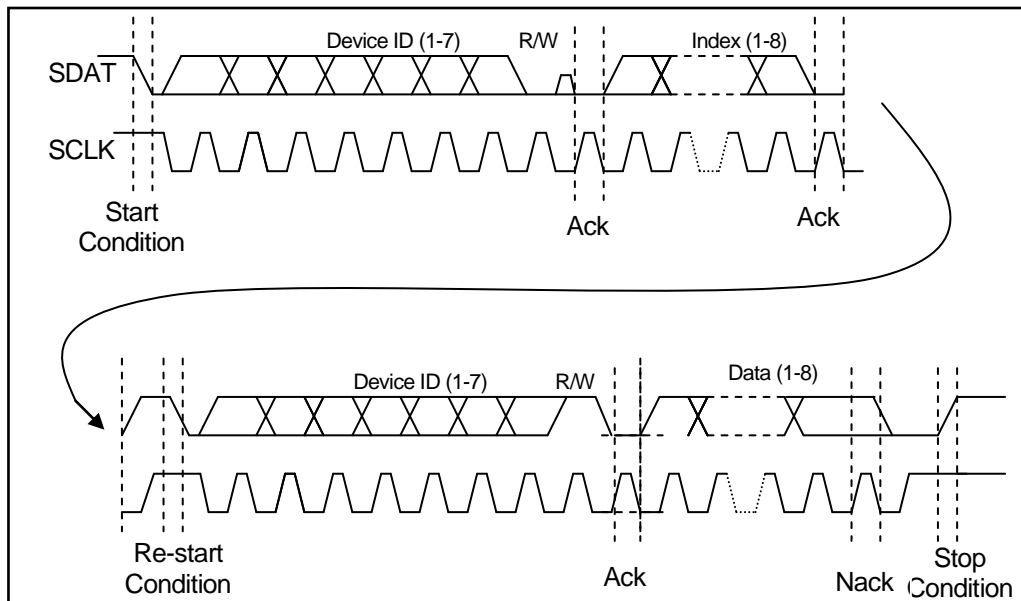 Device ID (1-7)
R/W
Index (1-8)
SDAT
SCLK
Start
Condition
Ack
Ack
Device ID (1-7)
R/W
Data (1-8)
Re-start
Condition
Ack
Nack
Stop
Condition